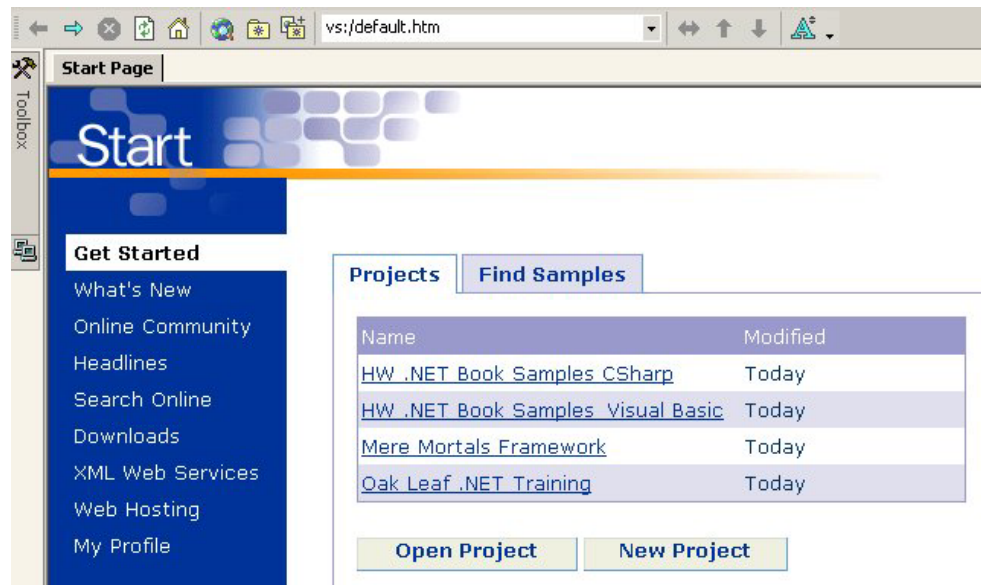 vs:/default.htm
Toolbox
Start Page
Start
Get Started
What's New
Online Community
Headlines
Search Online
Downloads
XML Web Services
Web Hosting
My Profile
Projects Find Samples
Name Modified
HW .NET Book Samples CSharp Today
HW .NET Book Samples Visual Basic Today
Mere Mortals Framework Today
Oak Leaf .NET Training Today
Open Project New Project